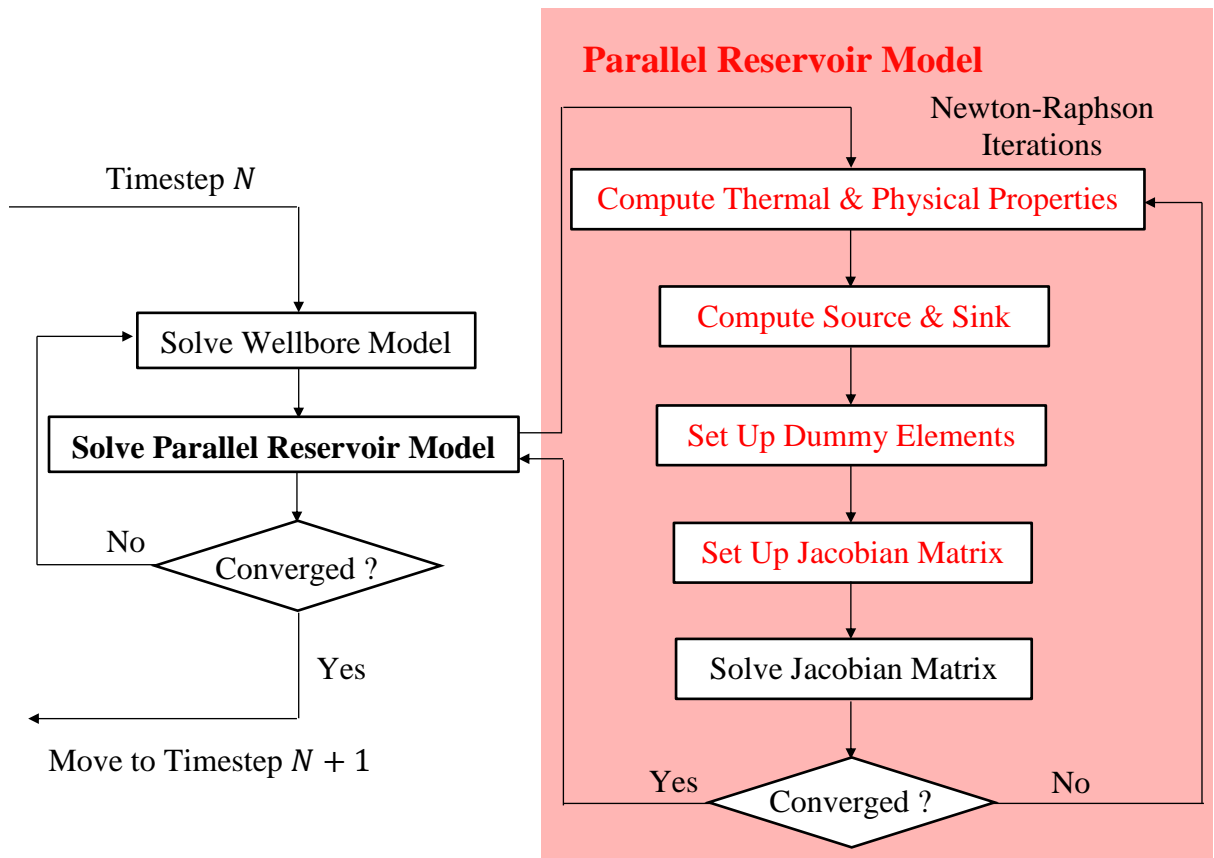 Parallel Reservoir Model
Newton-Raphson
Iterations
Timestep N
Compute Thermal & Physical Properties
Compute Source & Sink
Solve Wellbore Model
Set Up Dummy Elements
Solve Parallel Reservoir Model
Set Up Jacobian Matrix
No
Converged ?
Solve Jacobian Matrix
Yes
Move to Timestep N + 1
Yes
Converged ?
No